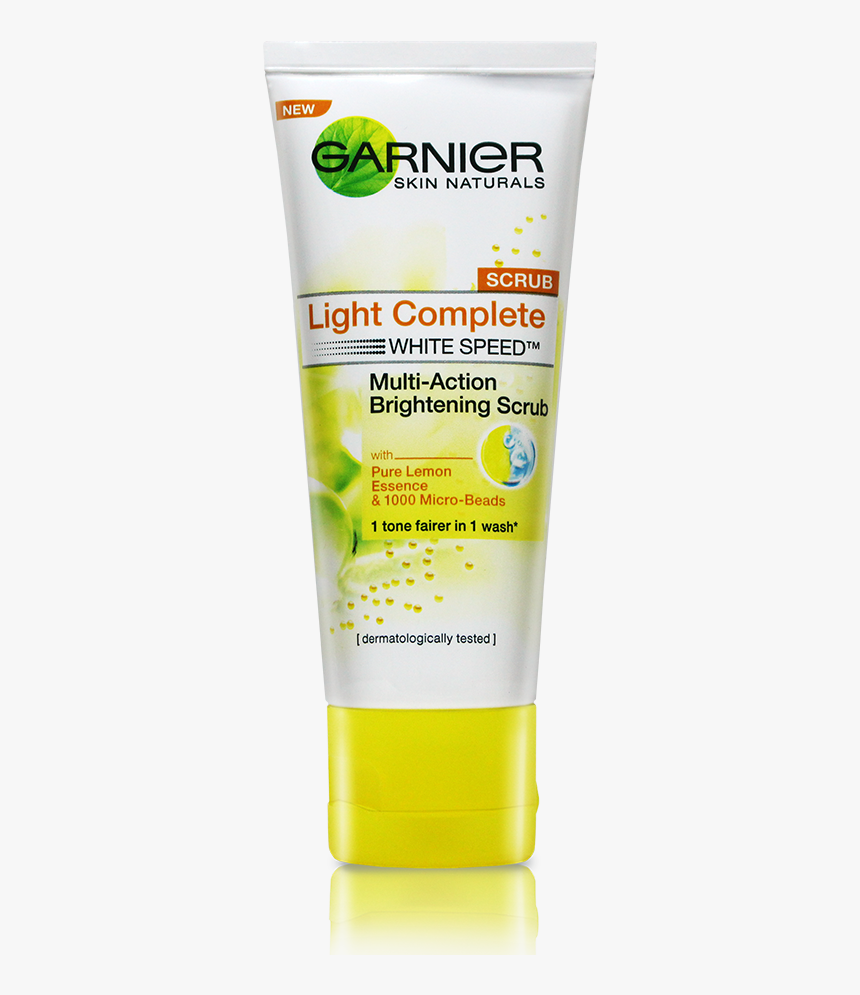 NEW
GARNIER
SKIN NATURALS
SCRUB
Light Complete
WHITE SPEED™
Multi-Action
Brightening Scrub
with
Pure Lemon
Essence
& 1000 Micro-Beads
1 tone fairer in 1 wash*
[ dermatologically tested ]